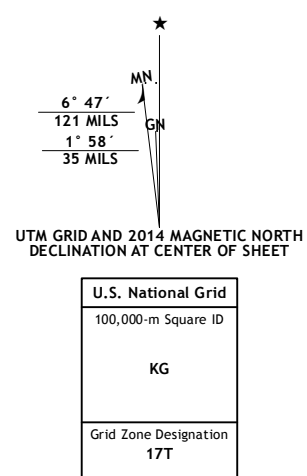 ★
MN.
GN
6° 47´
121 MILS
1° 58´
35 MILS
UTM GRID AND 2014 MAGNETIC NORTH
DECLINATION AT CENTER OF SHEET
U.S. National Grid
100,000-m Square ID
KG
Grid Zone Designation
17T